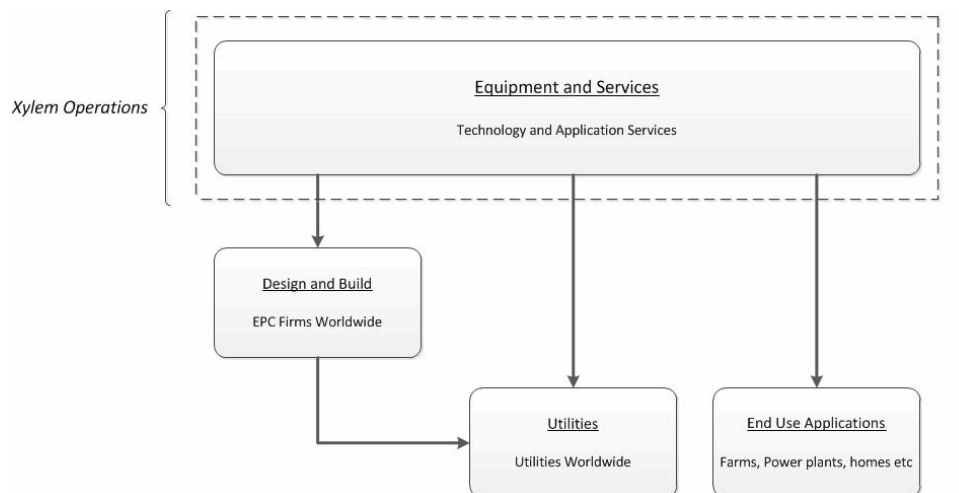 Xylem Operations
Equipment and Services
Technology and Application Services
Design and Build
EPC Firms Worldwide
Utilities
Utilities Worldwide
End Use Applications
Farms, Power plants, homes etc